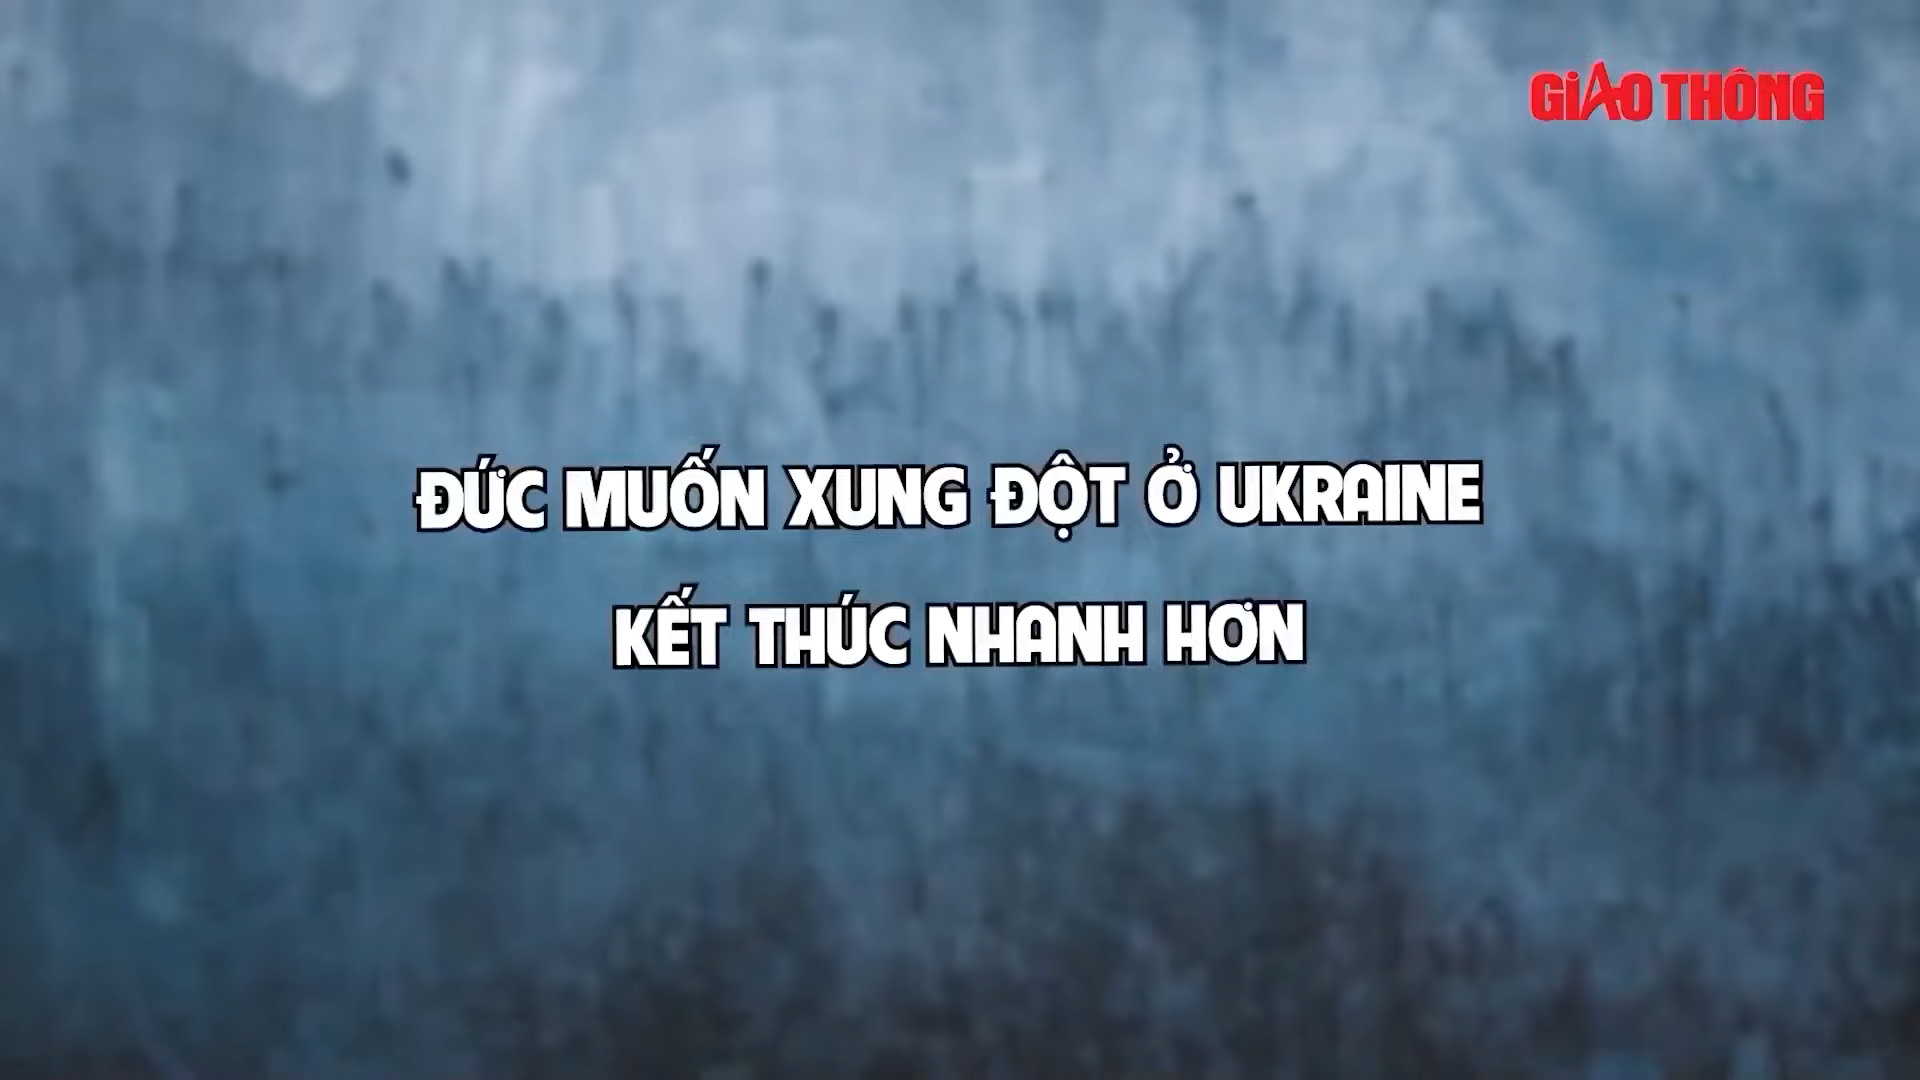 GIAO THÔNG
ĐỨC MUỐN XUNG ĐỘT Ở UKRAINE
KẾT THÚC NHANH HƠN